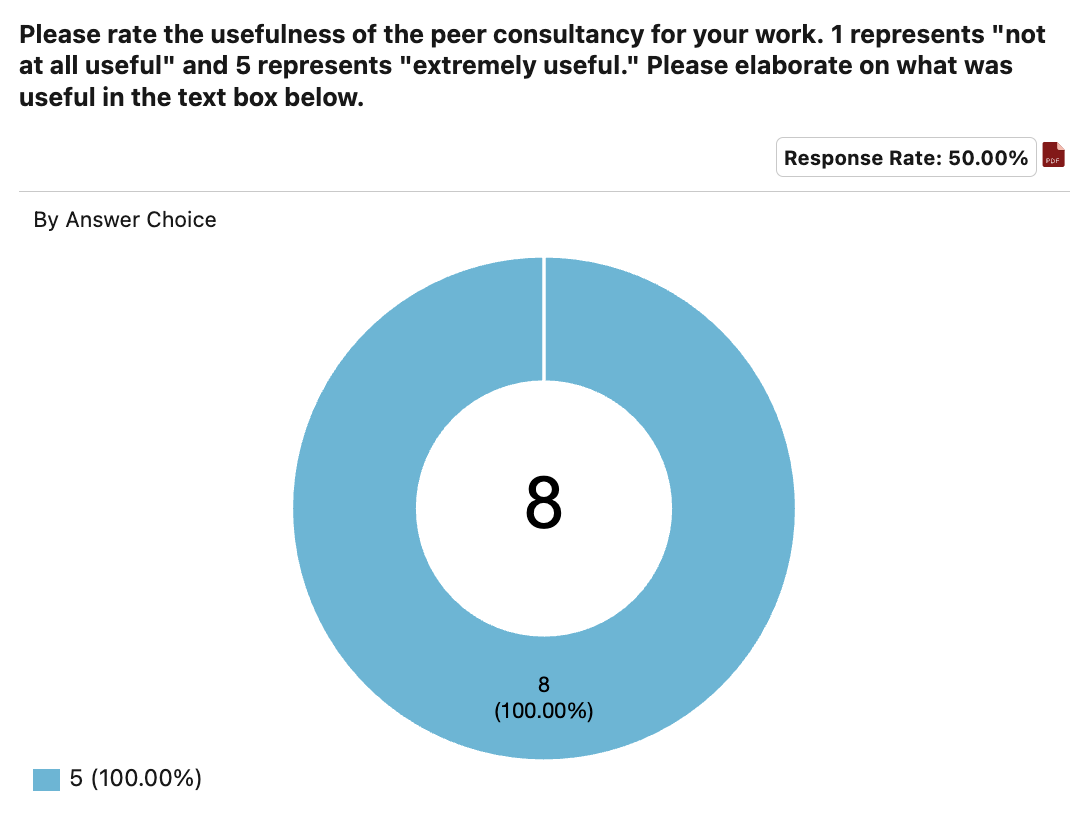 Please rate the usefulness of the peer consultancy for your work. 1 represents "not
at all useful" and 5 represents "extremely useful." Please elaborate on what was
useful in the text box below.
Response Rate: 50.00%
PDF
By Answer Choice
8
8
(100.00%)
5 (100.00%)